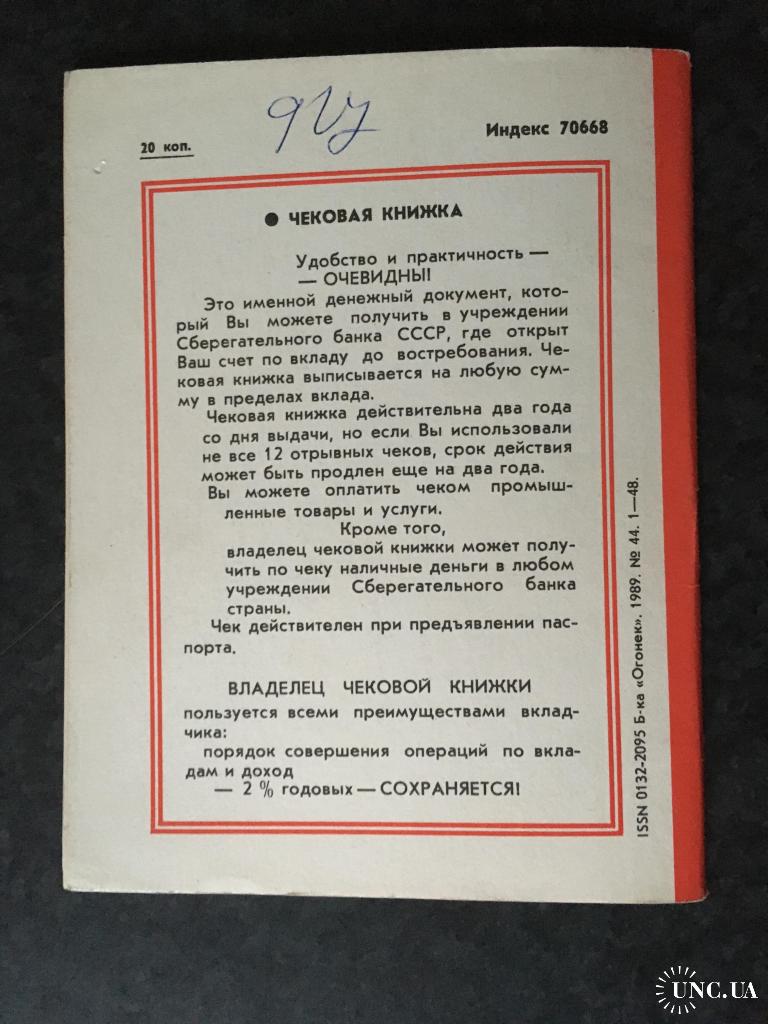 20 коп.
Индекс 70668
● ЧЕКОВАЯ КНИЖКА
Удобство и практичность —
— ОЧЕВИДНЫ!
Это именной денежный документ, кото-
рый Вы можете получить в учреждении
Сберегательного банка СССР, где открыт
Ваш счет по вкладу до востребования. Че-
ковая книжка выписывается на любую сум-
му в пределах вклада.
Чековая книжка действительна два года
со дня выдачи, но если Вы использовали
не все 12 отрывных чеков, срок действия
может быть продлен еще на два года.
Вы можете оплатить чеком промыш-
ленные товары и услуги.
Кроме того,
владелец чековой книжки может полу-
чить по чеку наличные деньги в любом
учреждении Сберегательного банка
страны.
Чек действителен при предъявлении пас-
порта.
ВЛАДЕЛЕЦ ЧЕКОВОЙ КНИЖКИ
пользуется всеми преимуществами вклад-
чика:
порядок совершения операций по вкла-
дам и доход
— 2 % годовых — СОХРАНЯЕТСЯ!
ISSN 0132-2095 Б-ка «Огонек». 1989. № 44. 1—48.
UNC.UA